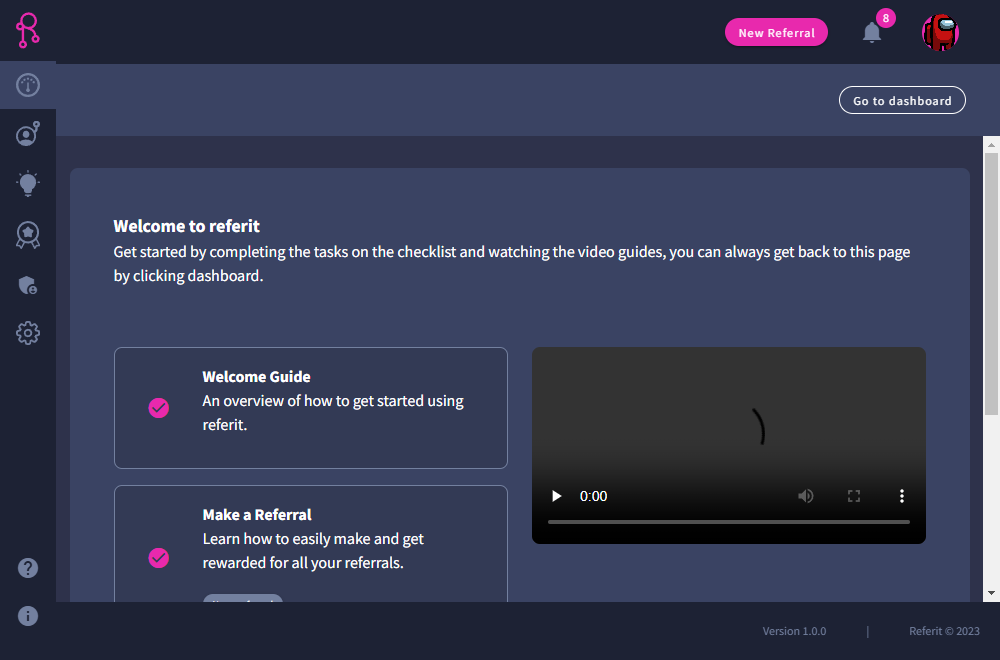 New Referral
8
Go to dashboard
Welcome to referit
Get started by completing the tasks on the checklist and watching the video guides, you can always get back to this page
by clicking dashboard.
Welcome Guide
An overview of how to get started using
referit.
0:00
Make a Referral
Learn how to easily make and get
rewarded for all your referrals.
Version 1.0.0 | Referit © 2023